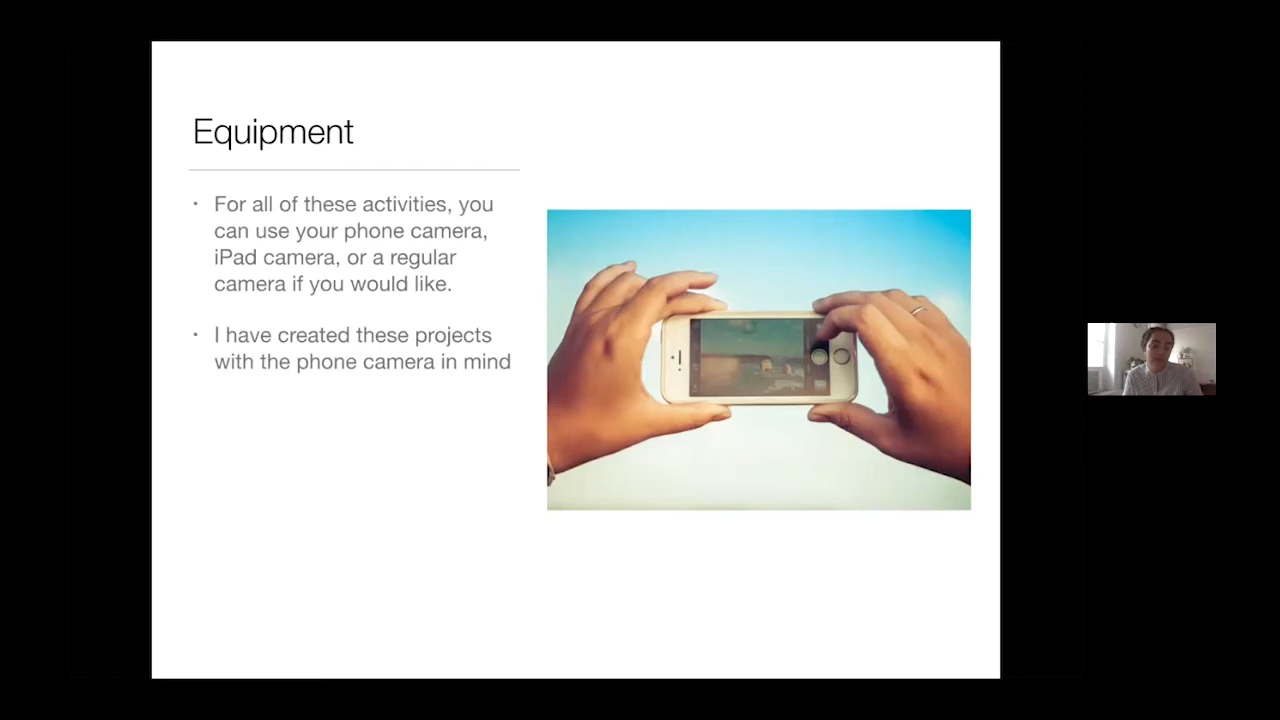 Equipment
• For all of these activities, you
can use your phone camera,
iPad camera, or a regular
camera if you would like.
• I have created these projects
with the phone camera in mind